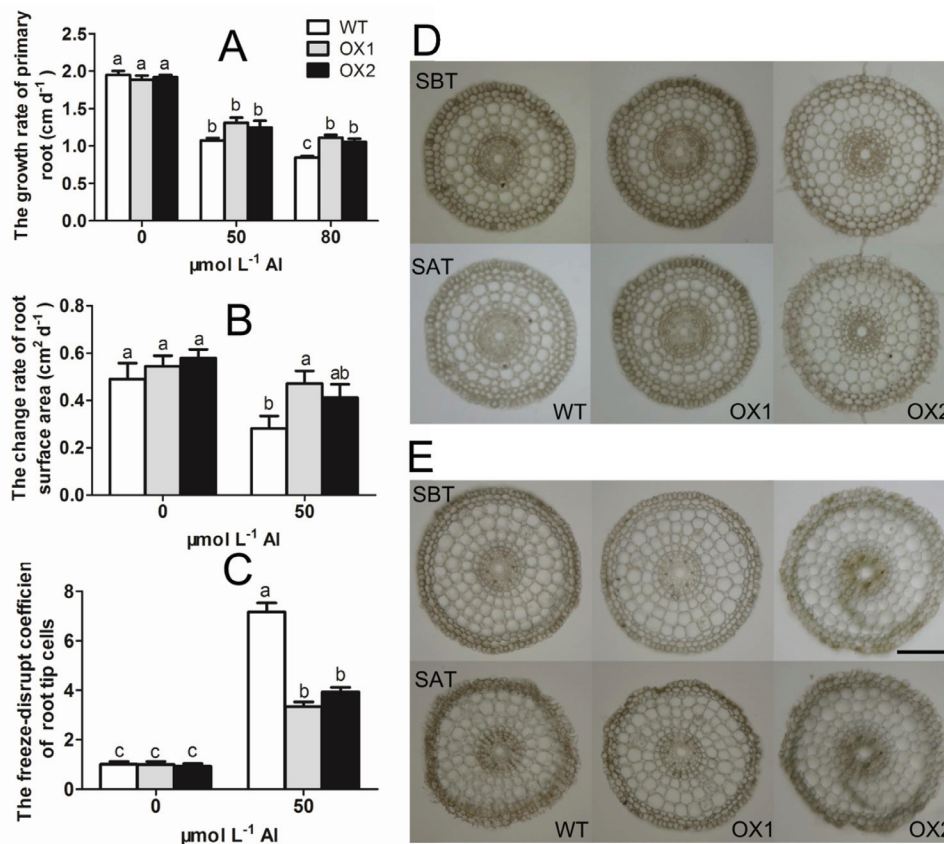 A
WT
OX1
OX2
The growth rate of primary
root (cm d⁻¹)
2.5
2.0
1.5
1.0
0.5
0.0
a a a
b b b
c b b
0 50 80
µmol L⁻¹ Al
B
The change rate of root
surface area (cm² d⁻¹)
0.8
0.6
0.4
0.2
0.0
a a a
b a ab
0 50
µmol L⁻¹ Al
C
The freeze-disrupt coefficien
of root tip cells
8
6
4
2
0
c c c
a b b
0 50
µmol L⁻¹ Al
D
SBT
SAT
WT OX1 OX2
E
SBT
SAT
WT OX1 OX2